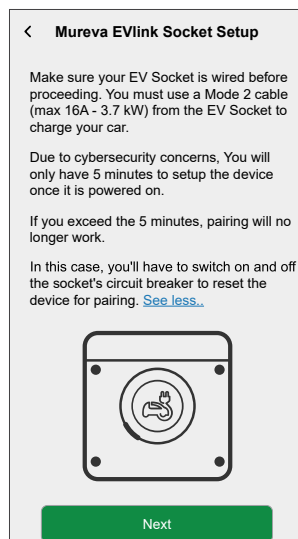 Mureva EVlink Socket Setup
Make sure your EV Socket is wired before
proceeding. You must use a Mode 2 cable
(max 16A - 3.7 kW) from the EV Socket to
charge your car.
Due to cybersecurity concerns, You will
only have 5 minutes to setup the device
once it is powered on.
If you exceed the 5 minutes, pairing will no
longer work.
In this case, you'll have to switch on and off
the socket's circuit breaker to reset the
device for pairing. See less..
Next